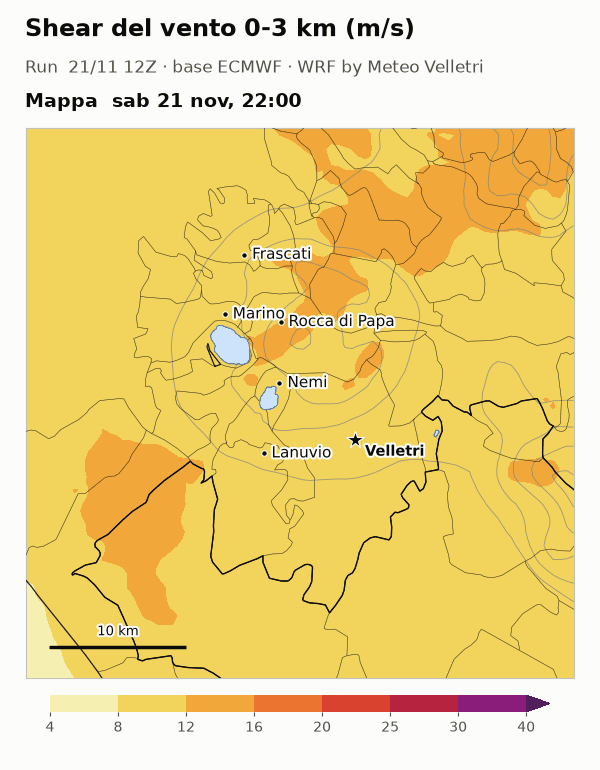 Shear del vento 0-3 km (m/s)
Run  21/11 12Z · base ECMWF · WRF by Meteo Velletri
Mappa  sab 21 nov, 22:00
Frascati
Marino
Rocca di Papa
Nemi
Velletri
Lanuvio
10 km
4 8 12 16 20 25 30 40